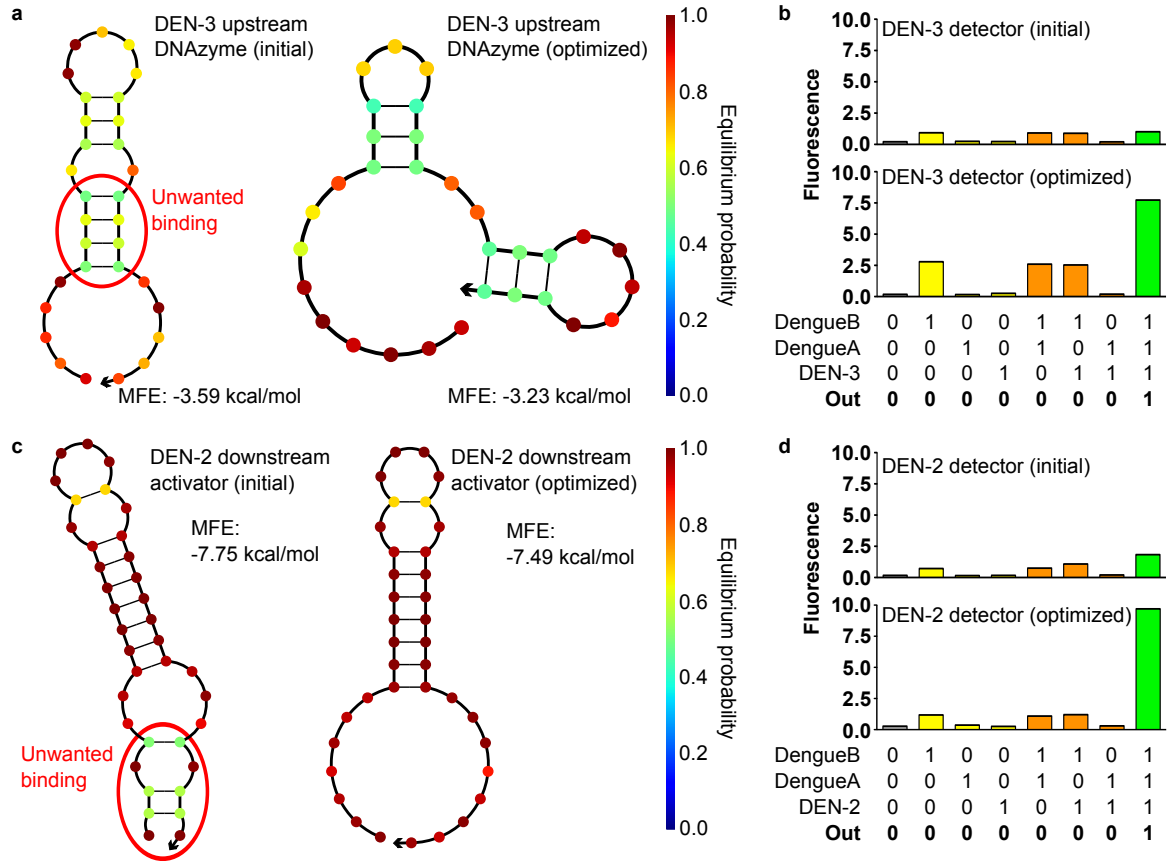 a
DEN-3 upstream
DNAzyme (initial)
DEN-3 upstream
DNAzyme (optimized)
Unwanted
binding
MFE: -3.59 kcal/mol
MFE: -3.23 kcal/mol
1.0
0.8
0.6
0.4
0.2
0.0
Equilibrium probability
b
Fluorescence
10.0
7.5
5.0
2.5
0.0
DEN-3 detector (initial)
10.0
7.5
5.0
2.5
0.0
DEN-3 detector (optimized)
DengueB 0 1 0 0 1 1 0 1
DengueA 0 0 1 0 1 0 1 1
DEN-3 0 0 0 1 0 1 1 1
Out 0 0 0 0 0 0 0 1
c
DEN-2 downstream
activator (initial)
MFE:
-7.75 kcal/mol
DEN-2 downstream
activator (optimized)
MFE:
-7.49 kcal/mol
Unwanted
binding
1.0
0.8
0.6
0.4
0.2
0.0
Equilibrium probability
d
Fluorescence
10.0
7.5
5.0
2.5
0.0
DEN-2 detector (initial)
10.0
7.5
5.0
2.5
0.0
DEN-2 detector (optimized)
DengueB 0 1 0 0 1 1 0 1
DengueA 0 0 1 0 1 0 1 1
DEN-2 0 0 0 1 0 1 1 1
Out 0 0 0 0 0 0 0 1